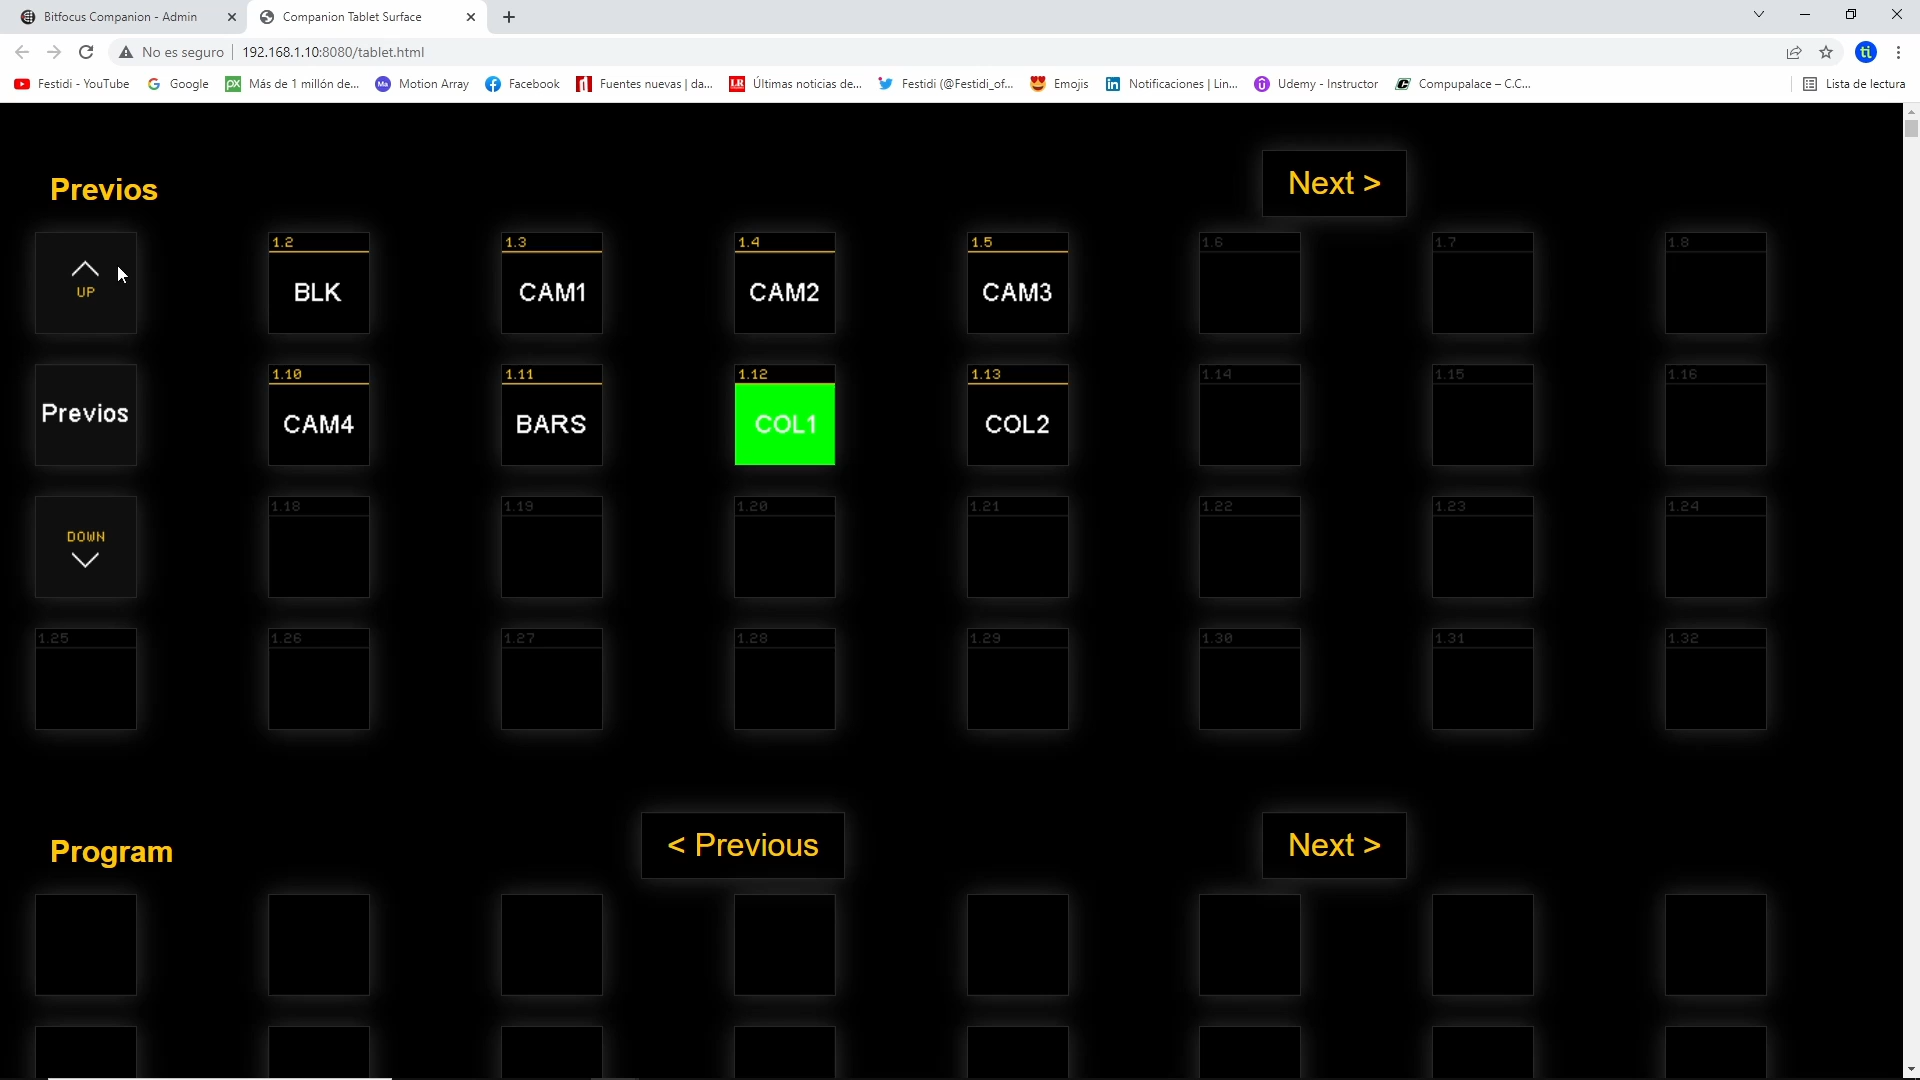 Bitfocus Companion - Admin
Companion Tablet Surface
No es seguro
192.168.1.10:8080/tablet.html
Festidi - YouTube
Google
Más de 1 millón de...
Motion Array
Facebook
Fuentes nuevas | da...
Últimas noticias de...
Festidi (@Festidi_of...
Emojis
Notificaciones | Lin...
Udemy - Instructor
Compupalace – C.C...
Lista de lectura
Previos
Next >
UP
1.2
BLK
1.3
CAM1
1.4
CAM2
1.5
CAM3
1.6
1.7
1.8
Previos
1.10
CAM4
1.11
BARS
1.12
COL1
1.13
COL2
1.14
1.15
1.16
DOWN
1.18
1.19
1.20
1.21
1.22
1.23
1.24
1.25
1.26
1.27
1.28
1.29
1.30
1.31
1.32
Program
< Previous
Next >